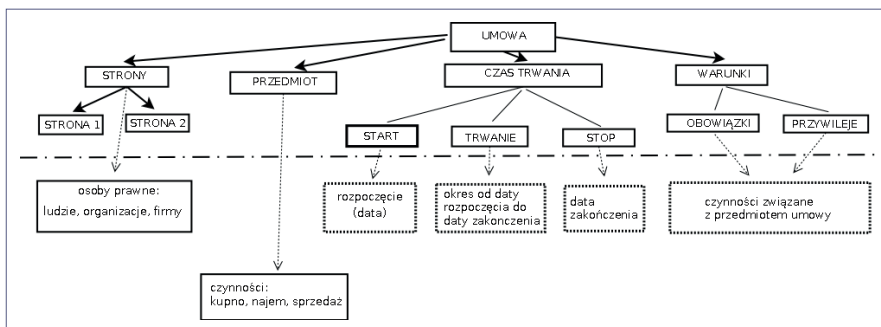 UMOWA
STRONY
PRZEDMIOT
CZAS TRWANIA
WARUNKI
STRONA 1
STRONA 2
START
TRWANIE
STOP
OBOWIĄZKI
PRZYWILEJE
osoby prawne:
ludzie, organizacje, firmy
rozpoczęcie
(data)
okres od daty
rozpoczęcia do
daty zakonczenia
data
zakończenia
czynności związane
z przedmiotem umowy
czynności:
kupno, najem, sprzedaż